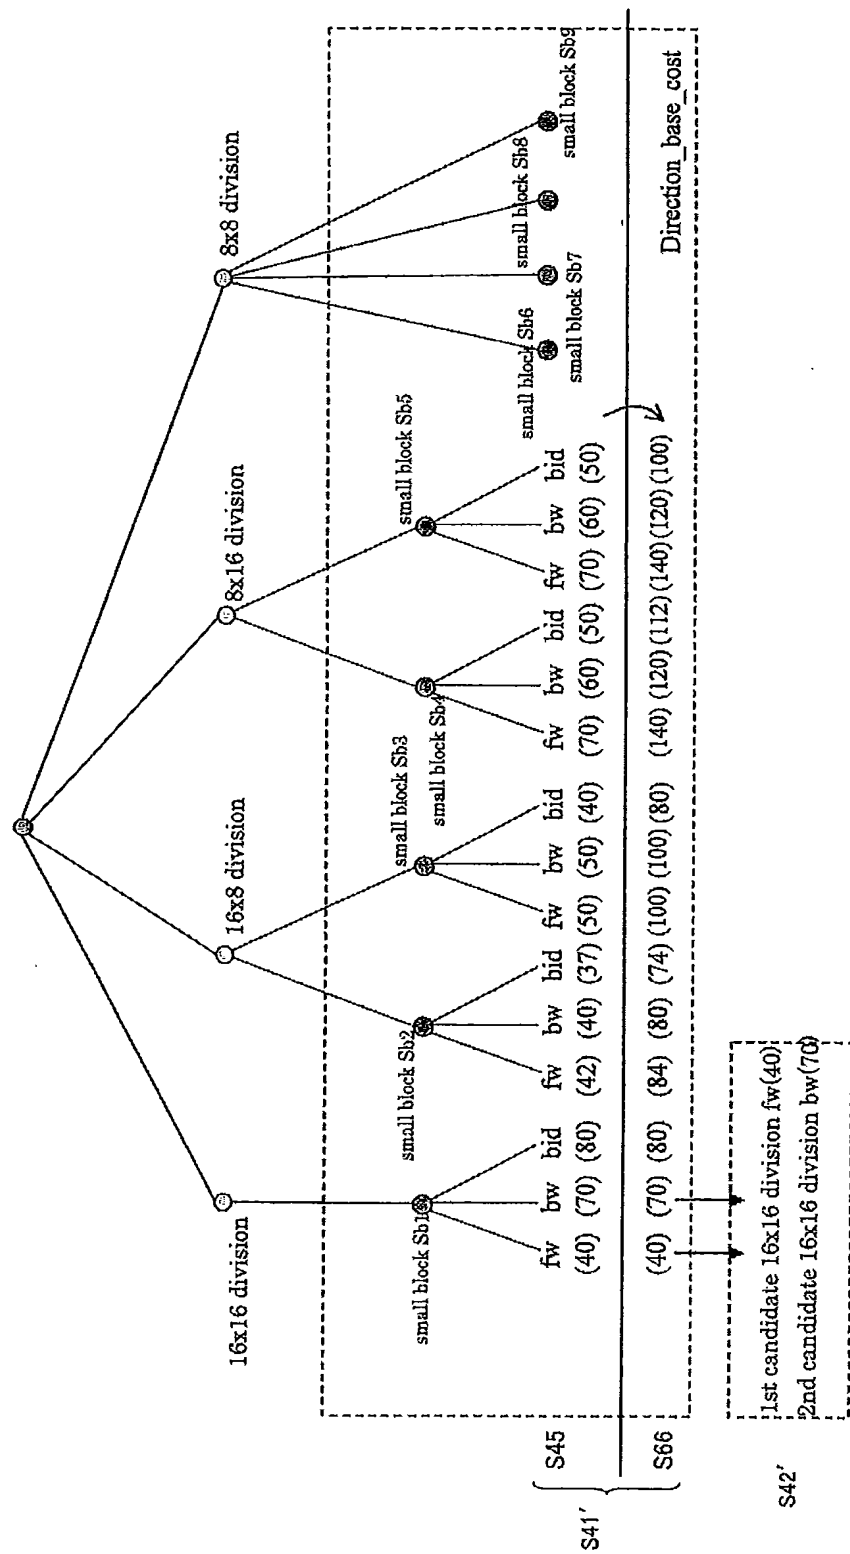 16x16 division
16x8 division
8x16 division
8x8 division
small block Sb1
small block Sb2
small block Sb3
small block Sb4
small block Sb5
small block Sb6
small block Sb7
small block Sb8
small block Sb9
fw bw bid fw bw bid fw bw bid fw bw bid fw bw bid
S45 (40) (70) (80) (42) (40) (37) (50) (50) (40) (70) (60) (50) (70) (60) (50)
S41'
S66 (40) (70) (80) (84) (80) (74) (100) (100) (80) (140) (120) (112) (140) (120) (100) Direction_base_cost
S42'
1st candidate 16x16 division fw(40)
2nd candidate 16x16 division bw(70)